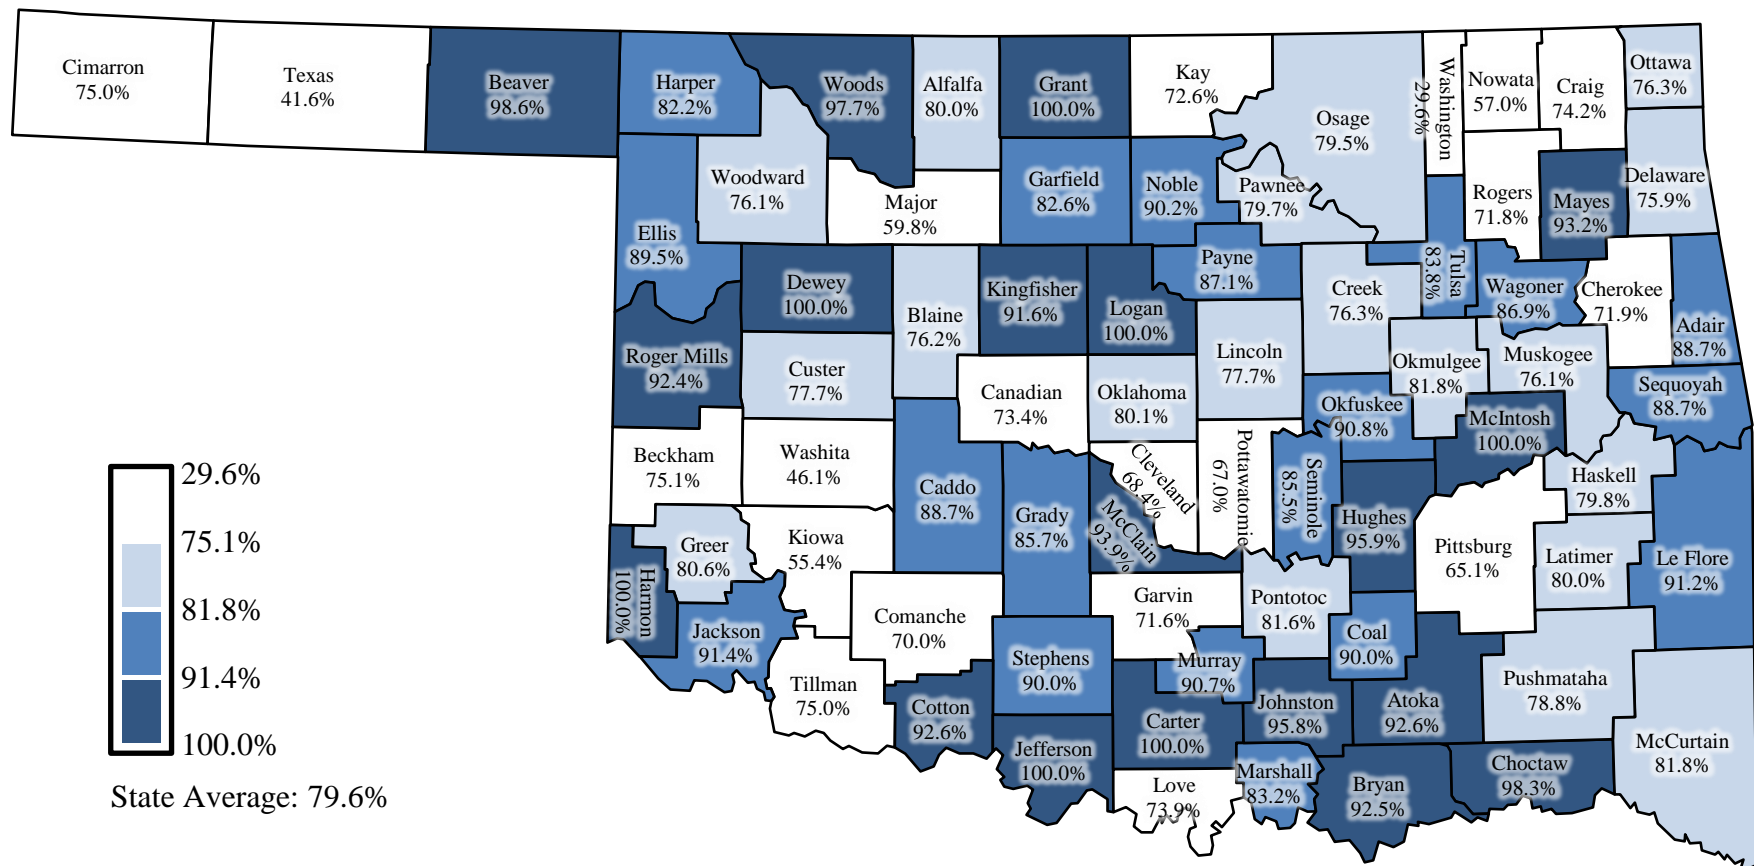 Cimarron
75.0%
Texas
41.6%
Beaver
98.6%
Harper
82.2%
Woods
97.7%
Alfalfa
80.0%
Grant
100.0%
Kay
72.6%
Osage
79.5%
Washington
29.6%
Nowata
57.0%
Craig
74.2%
Ottawa
76.3%
Woodward
76.1%
Major
59.8%
Garfield
82.6%
Noble
90.2%
Pawnee
79.7%
Rogers
71.8%
Mayes
93.2%
Delaware
75.9%
Ellis
89.5%
Dewey
100.0%
Blaine
76.2%
Kingfisher
91.6%
Logan
100.0%
Payne
87.1%
Creek
76.3%
Tulsa
83.8%
Wagoner
86.9%
Cherokee
71.9%
Adair
88.7%
Roger Mills
92.4%
Custer
77.7%
Canadian
73.4%
Oklahoma
80.1%
Lincoln
77.7%
Okfuskee
90.8%
Okmulgee
81.8%
Muskogee
76.1%
McIntosh
100.0%
Sequoyah
88.7%
Beckham
75.1%
Washita
46.1%
Caddo
88.7%
Grady
85.7%
Cleveland
68.4%
McClain
93.9%
Pottawatomie
67.0%
Seminole
85.5%
Hughes
95.9%
Haskell
79.8%
Pittsburg
65.1%
Latimer
80.0%
Le Flore
91.2%
Harmon
100.0%
Greer
80.6%
Kiowa
55.4%
Jackson
91.4%
Comanche
70.0%
Tillman
75.0%
Cotton
92.6%
Stephens
90.0%
Jefferson
100.0%
Garvin
71.6%
Murray
90.7%
Carter
100.0%
Love
73.9%
Pontotoc
81.6%
Johnston
95.8%
Marshall
83.2%
Coal
90.0%
Atoka
92.6%
Bryan
92.5%
Pushmataha
78.8%
Choctaw
98.3%
McCurtain
81.8%
29.6%
75.1%
81.8%
91.4%
100.0%
State Average: 79.6%